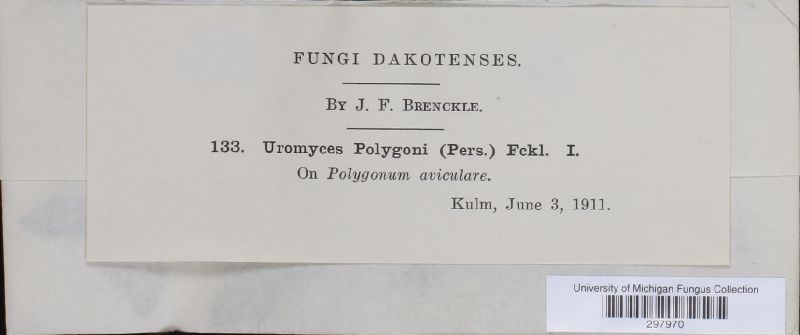 FUNGI DAKOTENSES.
By J. F. Brenckle.
133. Uromyces Polygoni (Pers.) Fckl. I.
On Polygonum aviculare.
Kulm, June 3, 1911.
University of Michigan Fungus Collection
297970